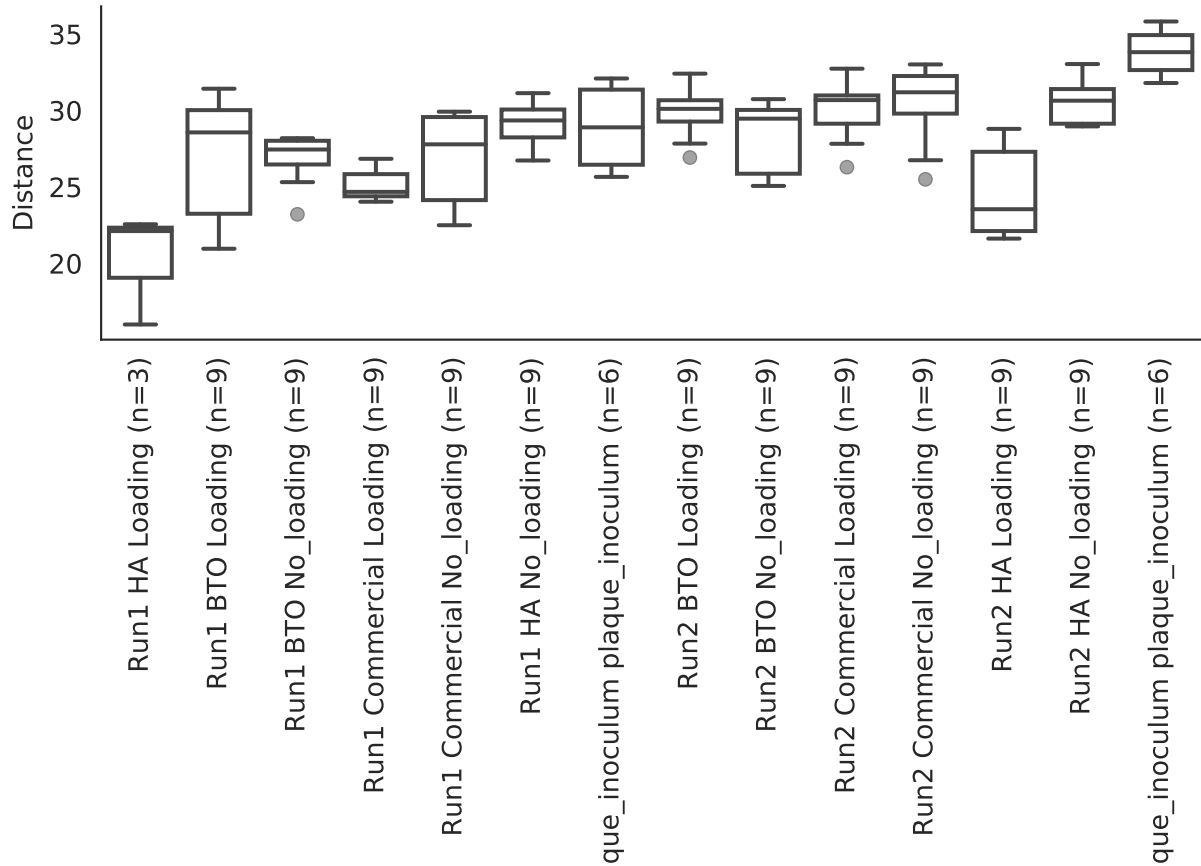 Distance
35
30
25
20
Run1 HA Loading (n=3)
Run1 BTO Loading (n=9)
Run1 BTO No_loading (n=9)
Run1 Commercial Loading (n=9)
Run1 Commercial No_loading (n=9)
Run1 HA No_loading (n=9)
que_inoculum plaque_inoculum (n=6)
Run2 BTO Loading (n=9)
Run2 BTO No_loading (n=9)
Run2 Commercial Loading (n=9)
Run2 Commercial No_loading (n=9)
Run2 HA Loading (n=9)
Run2 HA No_loading (n=9)
que_inoculum plaque_inoculum (n=6)